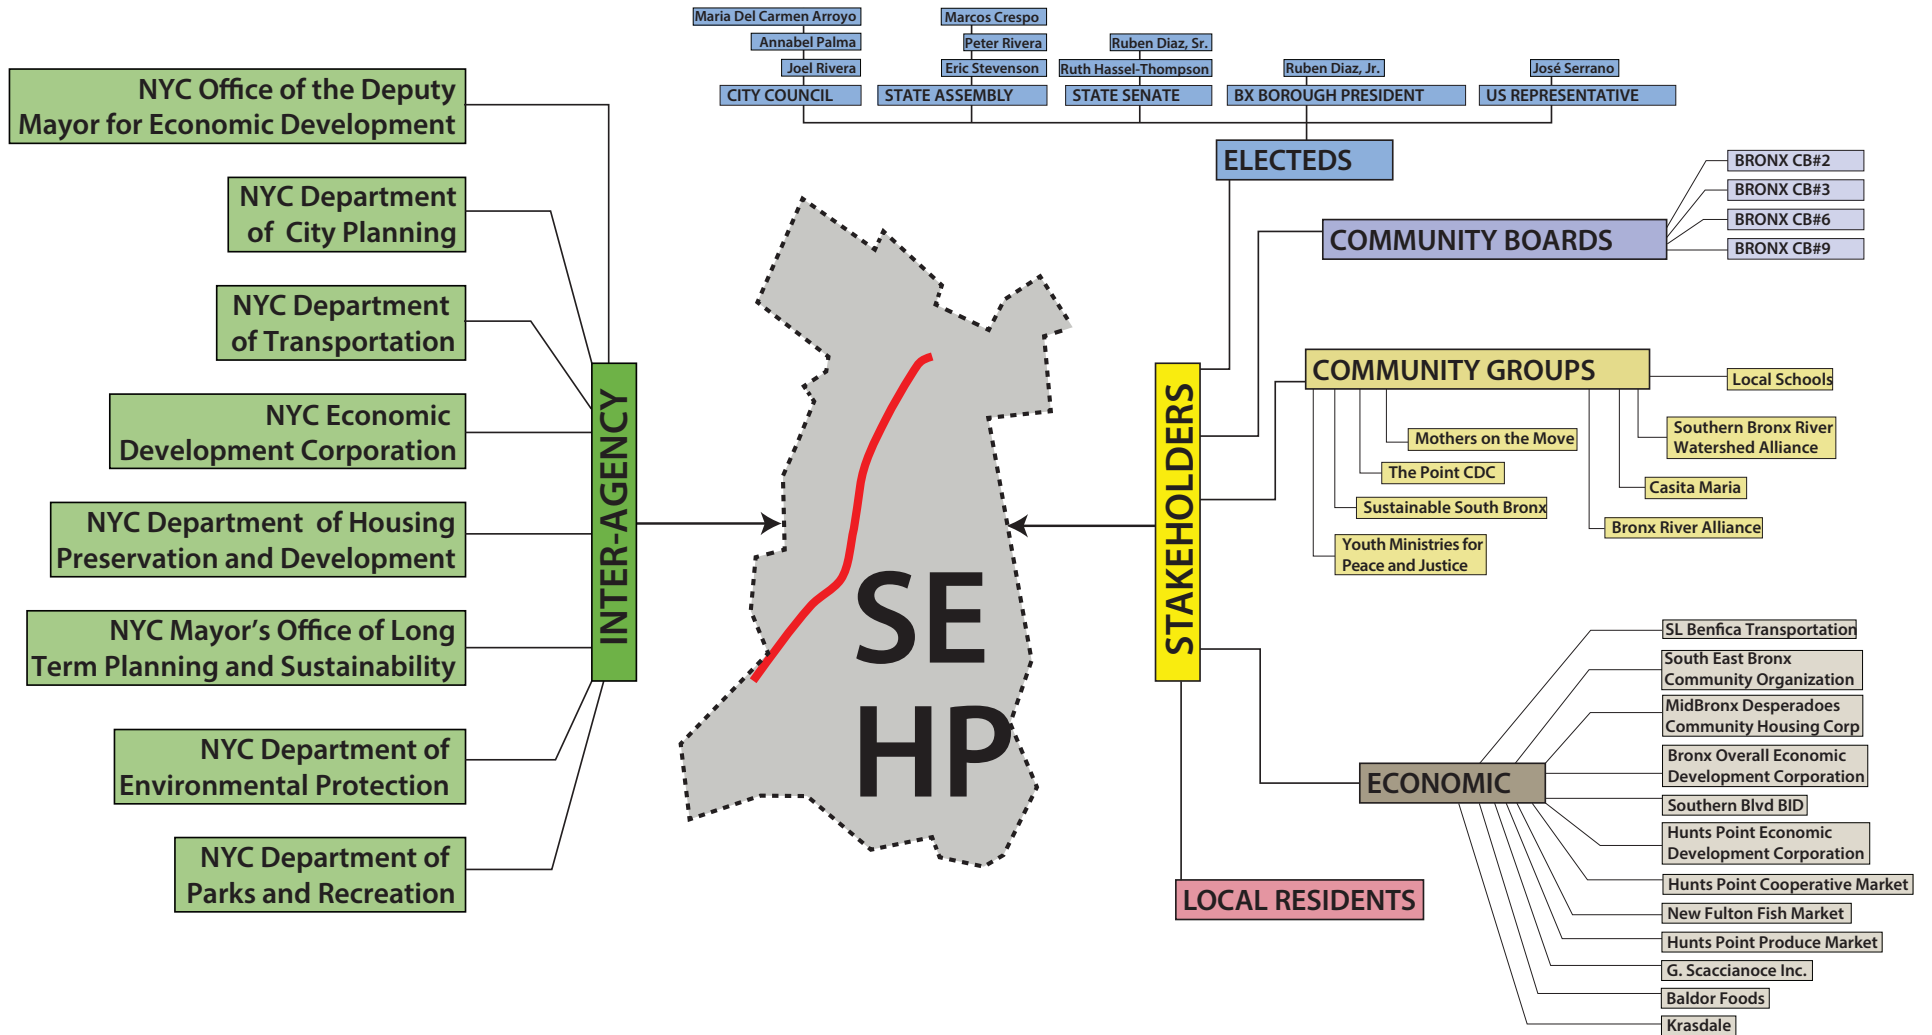 Maria Del Carmen Arroyo
Annabel Palma
Joel Rivera
CITY COUNCIL
Marcos Crespo
Peter Rivera
Eric Stevenson
STATE ASSEMBLY
Ruben Diaz, Sr.
Ruth Hassel-Thompson
STATE SENATE
Ruben Diaz, Jr.
BX BOROUGH PRESIDENT
José Serrano
US REPRESENTATIVE
ELECTEDS
NYC Office of the Deputy
Mayor for Economic Development
NYC Department
of City Planning
NYC Department
of Transportation
NYC Economic
Development Corporation
NYC Department of Housing
Preservation and Development
NYC Mayor's Office of Long
Term Planning and Sustainability
NYC Department of
Environmental Protection
NYC Department of
Parks and Recreation
INTER-AGENCY
SE
HP
STAKEHOLDERS
COMMUNITY BOARDS
BRONX CB#2
BRONX CB#3
BRONX CB#6
BRONX CB#9
COMMUNITY GROUPS
Local Schools
Mothers on the Move
The Point CDC
Sustainable South Bronx
Youth Ministries for
Peace and Justice
Southern Bronx River
Watershed Alliance
Casita Maria
Bronx River Alliance
ECONOMIC
SL Benfica Transportation
South East Bronx
Community Organization
MidBronx Desperadoes
Community Housing Corp
Bronx Overall Economic
Development Corporation
Southern Blvd BID
Hunts Point Economic
Development Corporation
Hunts Point Cooperative Market
New Fulton Fish Market
Hunts Point Produce Market
G. Scaccianoce Inc.
Baldor Foods
Krasdale
LOCAL RESIDENTS